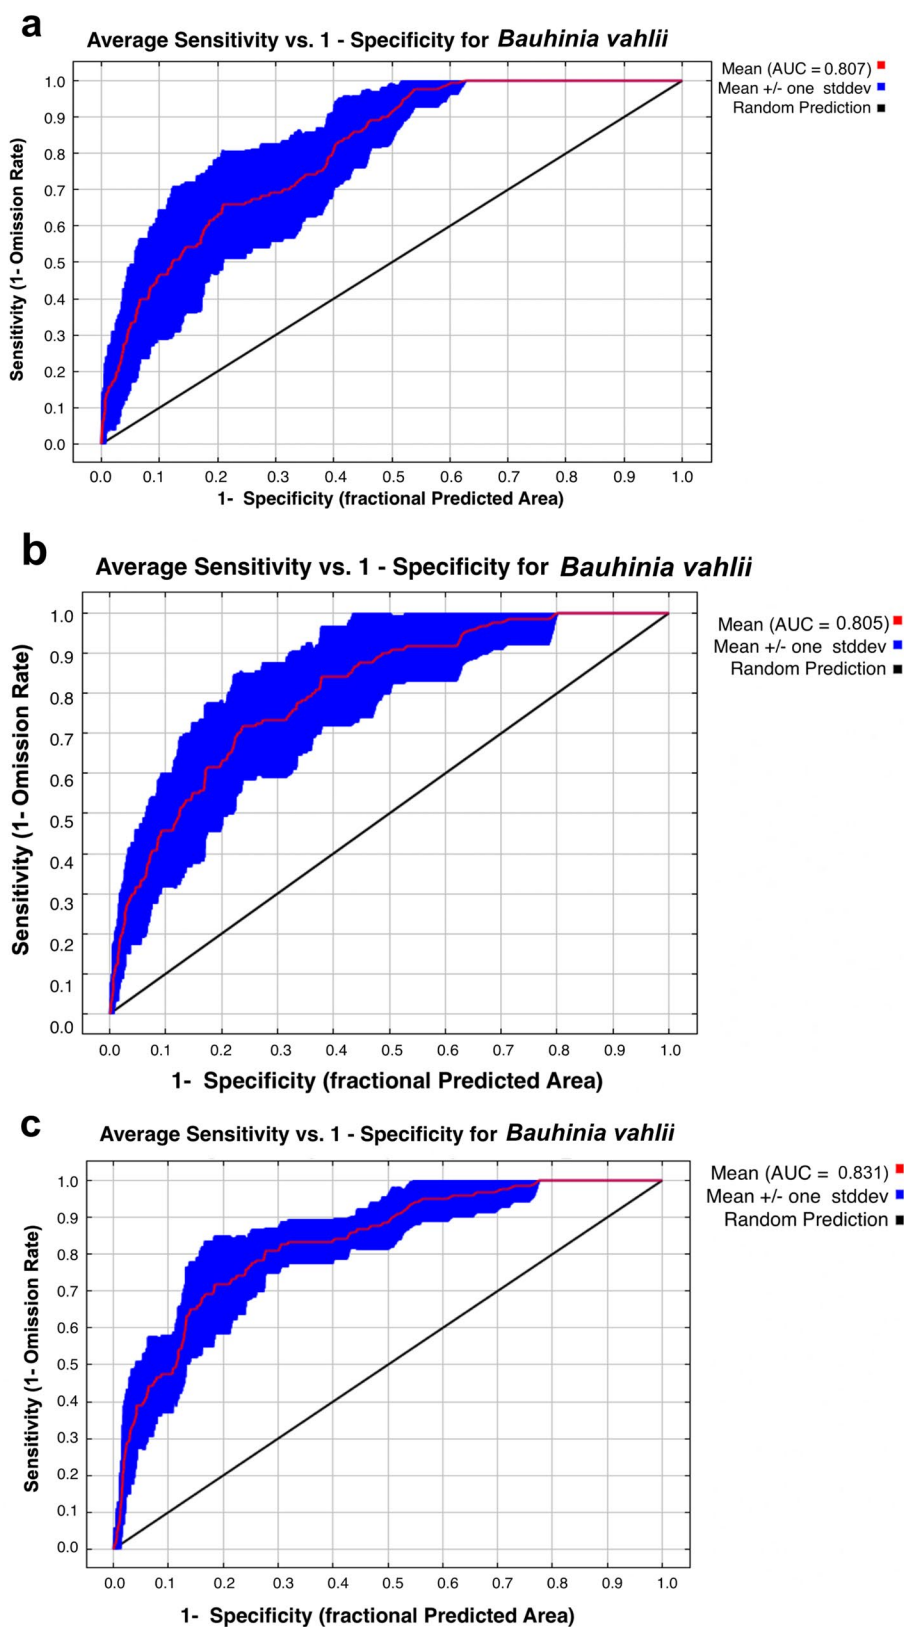 a
Average Sensitivity vs. 1 - Specificity for Bauhinia vahlii
Mean (AUC = 0.807)
Mean +/- one stddev
Random Prediction
Sensitivity (1- Omission Rate)
1.0
0.9
0.8
0.7
0.6
0.5
0.4
0.3
0.2
0.1
0.0
0.0 0.1 0.2 0.3 0.4 0.5 0.6 0.7 0.8 0.9 1.0
1- Specificity (fractional Predicted Area)
b
Average Sensitivity vs. 1 - Specificity for Bauhinia vahlii
Mean (AUC = 0.805)
Mean +/- one stddev
Random Prediction
Sensitivity (1- Omission Rate)
1.0
0.9
0.8
0.7
0.6
0.5
0.4
0.3
0.2
0.1
0.0
0.0 0.1 0.2 0.3 0.4 0.5 0.6 0.7 0.8 0.9 1.0
1- Specificity (fractional Predicted Area)
c
Average Sensitivity vs. 1 - Specificity for Bauhinia vahlii
Mean (AUC = 0.831)
Mean +/- one stddev
Random Prediction
Sensitivity (1- Omission Rate)
1.0
0.9
0.8
0.7
0.6
0.5
0.4
0.3
0.2
0.1
0.0
0.0 0.1 0.2 0.3 0.4 0.5 0.6 0.7 0.8 0.9 1.0
1- Specificity (fractional Predicted Area)